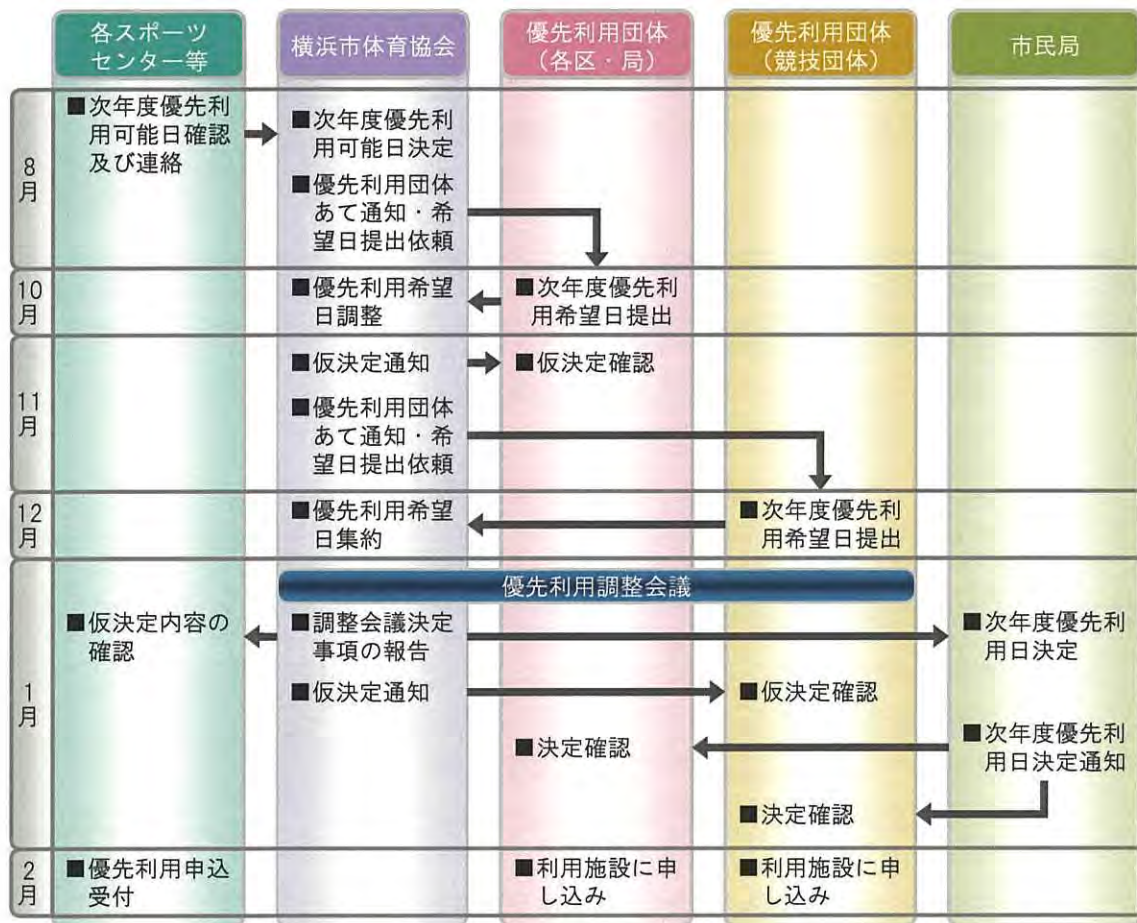 各スポーツ
センター等
横浜市体育協会
優先利用団体
（各区・局）
優先利用団体
（競技団体）
市民局
8
月
■次年度優先利
用可能日確認
及び連絡
■次年度優先利
用可能日決定
■優先利用団体
あて通知・希
望日提出依頼
10
月
■優先利用希望
日調整
■次年度優先利
用希望日提出
11
月
■仮決定通知
■仮決定確認
■優先利用団体
あて通知・希
望日提出依頼
12
月
■優先利用希望
日集約
■次年度優先利
用希望日提出
1
月
優先利用調整会議
■仮決定内容の
確認
■調整会議決定
事項の報告
■次年度優先利
用日決定
■仮決定通知
■仮決定確認
■決定確認
■次年度優先利
用日決定通知
■決定確認
2
月
■優先利用申込
受付
■利用施設に申
し込み
■利用施設に申
し込み